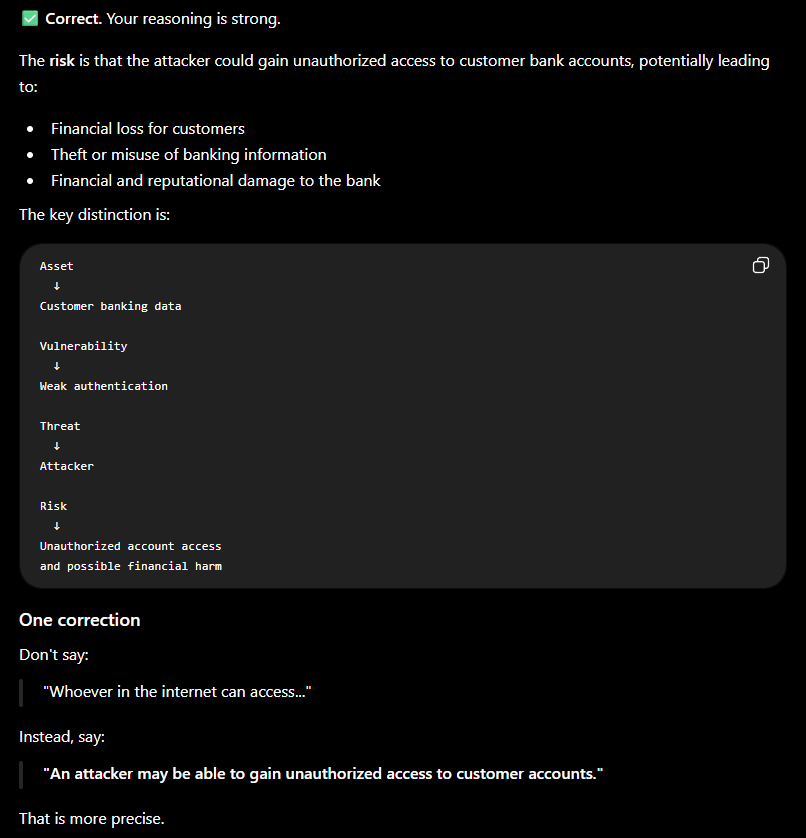 ✅ Correct. Your reasoning is strong.
The risk is that the attacker could gain unauthorized access to customer bank accounts, potentially leading
to:
• Financial loss for customers
• Theft or misuse of banking information
• Financial and reputational damage to the bank
The key distinction is:
Asset
↓
Customer banking data
Vulnerability
↓
Weak authentication
Threat
↓
Attacker
Risk
↓
Unauthorized account access
and possible financial harm
One correction
Don't say:
"Whoever in the internet can access..."
Instead, say:
"An attacker may be able to gain unauthorized access to customer accounts."
That is more precise.